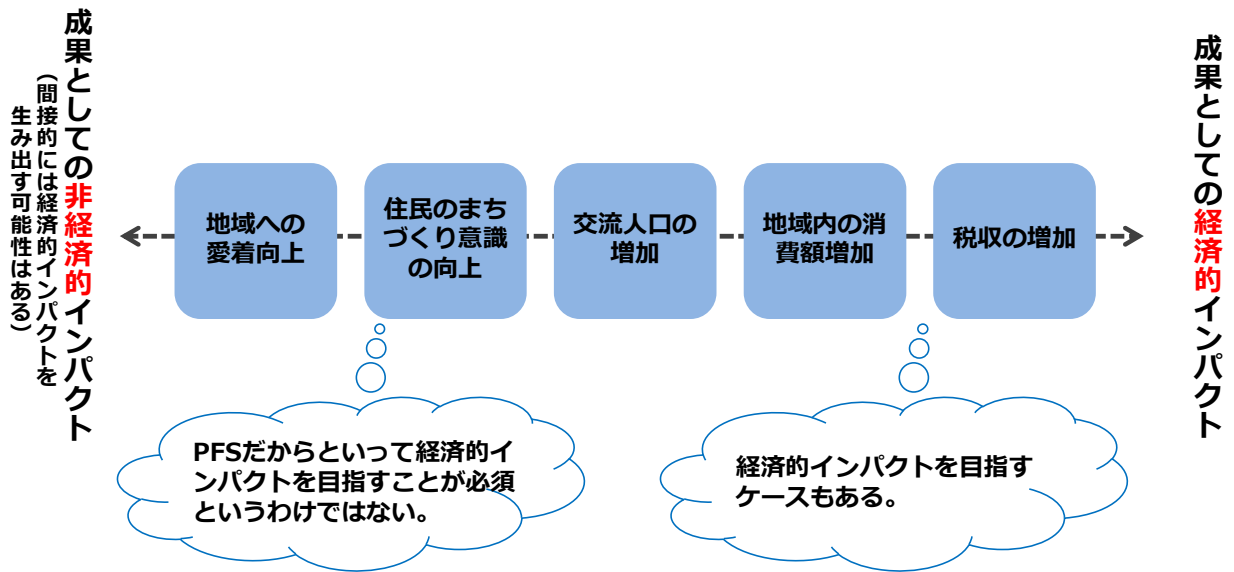 成果としての非経済的インパクト
（間接的には経済的インパクトを
生み出す可能性はある）
地域への
愛着向上
住民のまち
づくり意識
の向上
交流人口の
増加
地域内の消
費額増加
税収の増加
成果としての経済的インパクト
PFSだからといって経済的イ
ンパクトを目指すことが必須
というわけではない。
経済的インパクトを目指す
ケースもある。